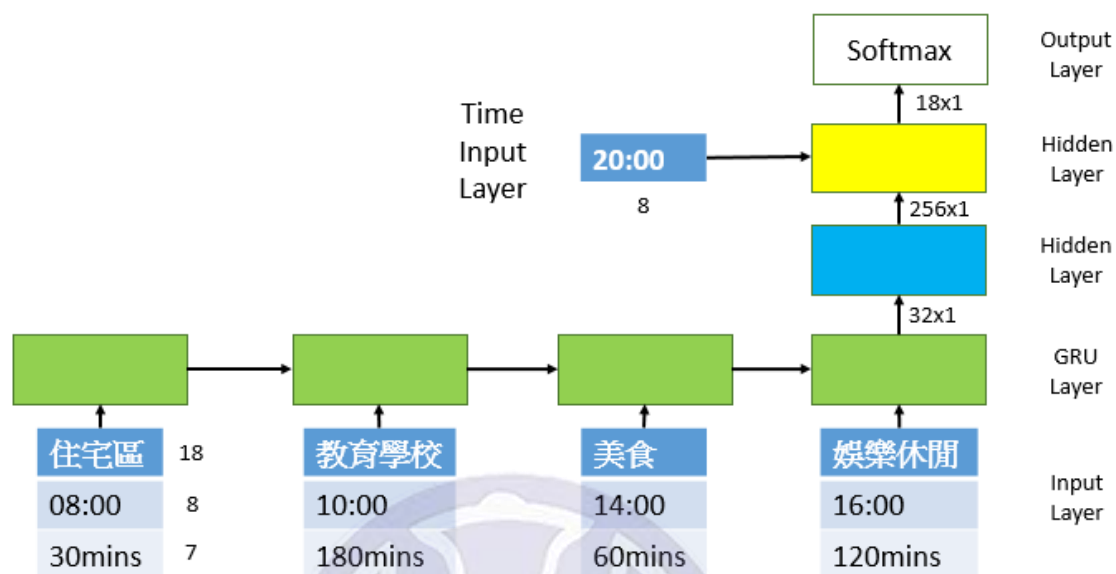 Softmax
Output
Layer
18x1
Time
Input
Layer
20:00
8
Hidden
Layer
256x1
Hidden
Layer
32x1
GRU
Layer
住宅區
18
教育學校
美食
娛樂休閒
08:00
8
10:00
14:00
16:00
Input
Layer
30mins
7
180mins
60mins
120mins